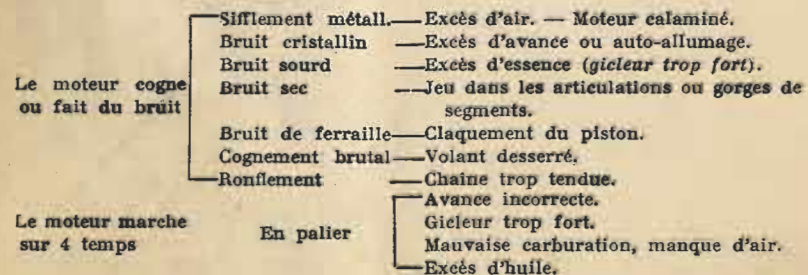 Sifflement métall. — Excès d'air. — Moteur calaminé.
Bruit cristallin — Excès d'avance ou auto-allumage.
Bruit sourd — Excès d'essence (gicleur trop fort).
Le moteur cogne Bruit sec — Jeu dans les articulations ou gorges de
ou fait du bruit segments.
Bruit de ferraille — Claquement du piston.
Cognement brutal — Volant desserré.
Ronflement — Chaîne trop tendue.
Avance incorrecte.
Le moteur marche Gicleur trop fort.
sur 4 temps En palier Mauvaise carburation, manque d'air.
Excès d'huile.